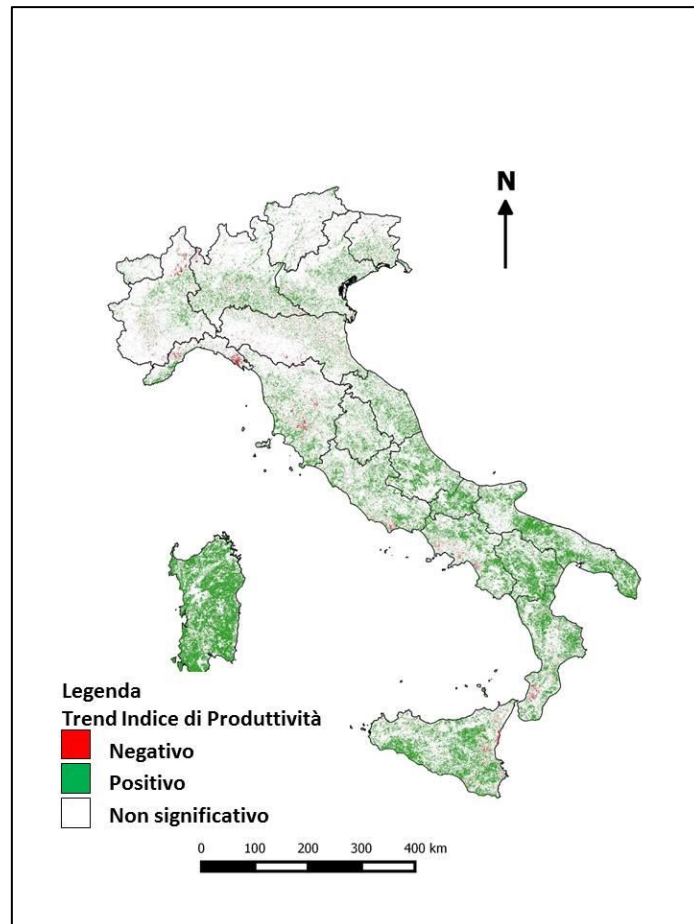 N
Legenda
Trend Indice di Produttività
Negativo
Positivo
Non significativo
0 100 200 300 400 km